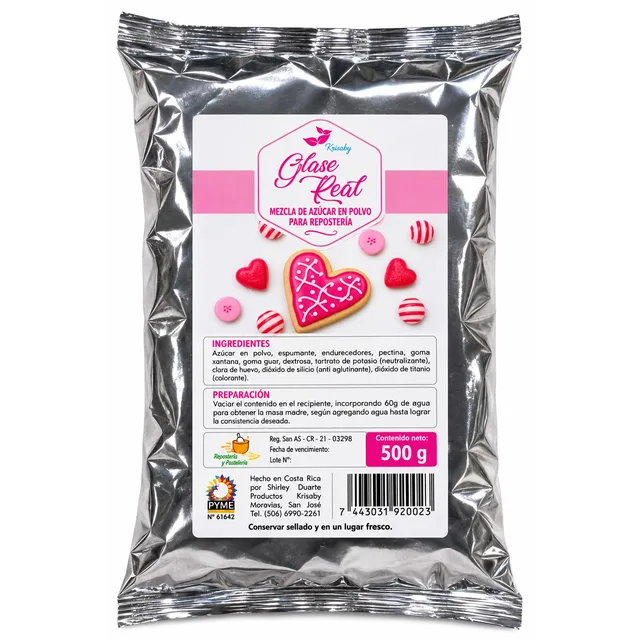 Krisaby
Glase
Real
MEZCLA DE AZÚCAR EN POLVO
PARA REPOSTERÍA
INGREDIENTES
Azúcar en polvo, espumante, endurecedores, pectina, goma
xantana, goma guar, dextrosa, tartrato de potasio (neutralizante),
clara de huevo, dióxido de silicio (anti aglutinante), dióxido de titanio
(colorante).
PREPARACIÓN
Vaciar el contenido en el recipiente, incorporando 60g de agua
para obtener la masa madre, según agregando agua hasta lograr
la consistencia deseada.
Repostería
y Pastelería
Reg. San AS - CR - 21 - 03298
Fecha de vencimiento:
Lote N°:
Contenido neto:
500 g
PYME
N° 61642
Hecho en Costa Rica
por Shirley Duarte
Productos Krisaby
Moravias, San José
Tel. (506) 6990-2261
7 443031 920023
Conservar sellado y en un lugar fresco.